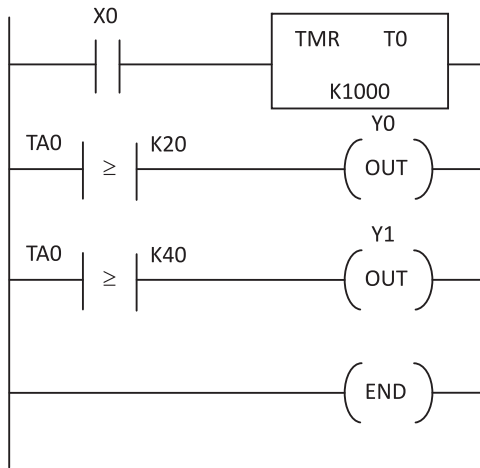 X0
TMR T0
K1000
Y0
TA0 ≥ K20 OUT
Y1
TA0 ≥ K40 OUT
END